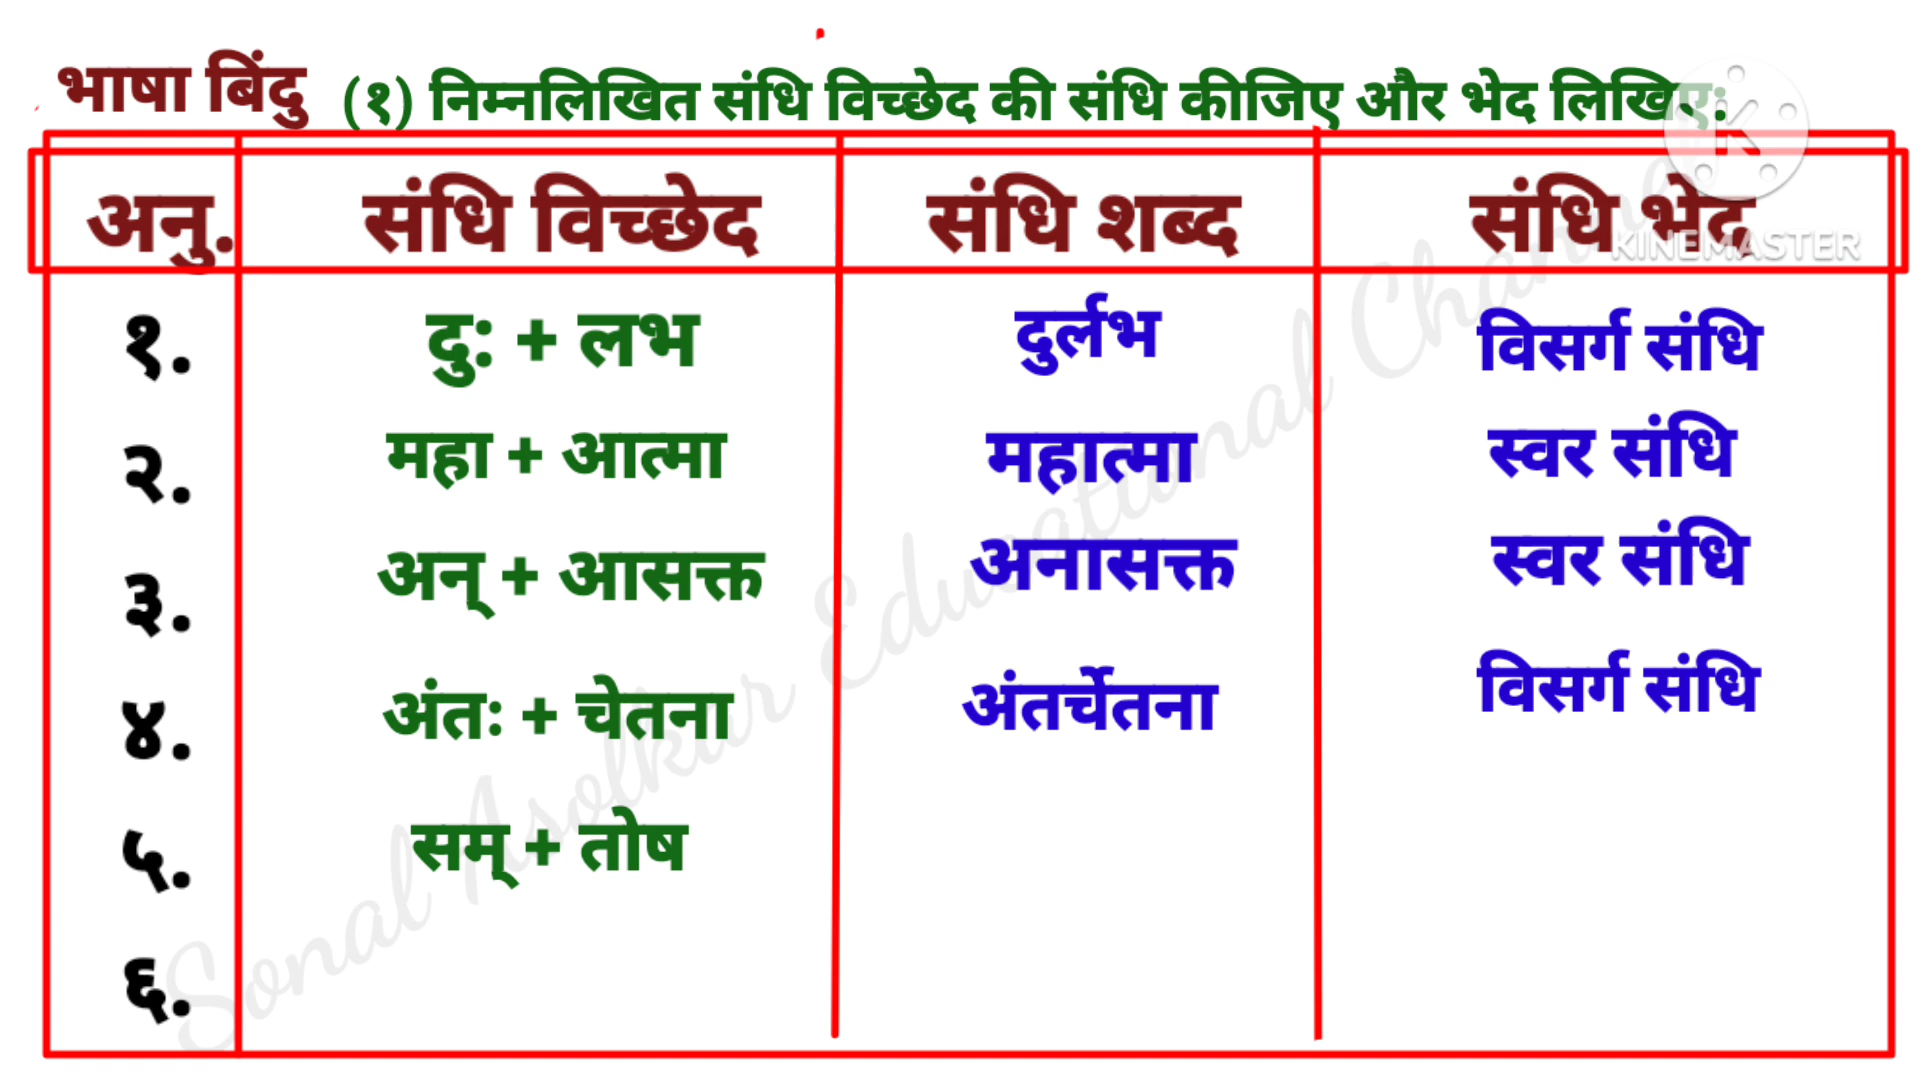 भाषा बिंदु (१) निम्नलिखित संधि विच्छेद की संधि कीजिए और भेद लिखिए:
अनु. संधि विच्छेद संधि शब्द संधि भेद
KINEMASTER
१. दु: + लभ दुर्लभ विसर्ग संधि
२. महा + आत्मा महात्मा स्वर संधि
३. अन् + आसक्त अनासक्त स्वर संधि
४. अंतः + चेतना अंतर्चेतना विसर्ग संधि
५. सम् + तोष
६.
Sonal Asolkar Educational Channel